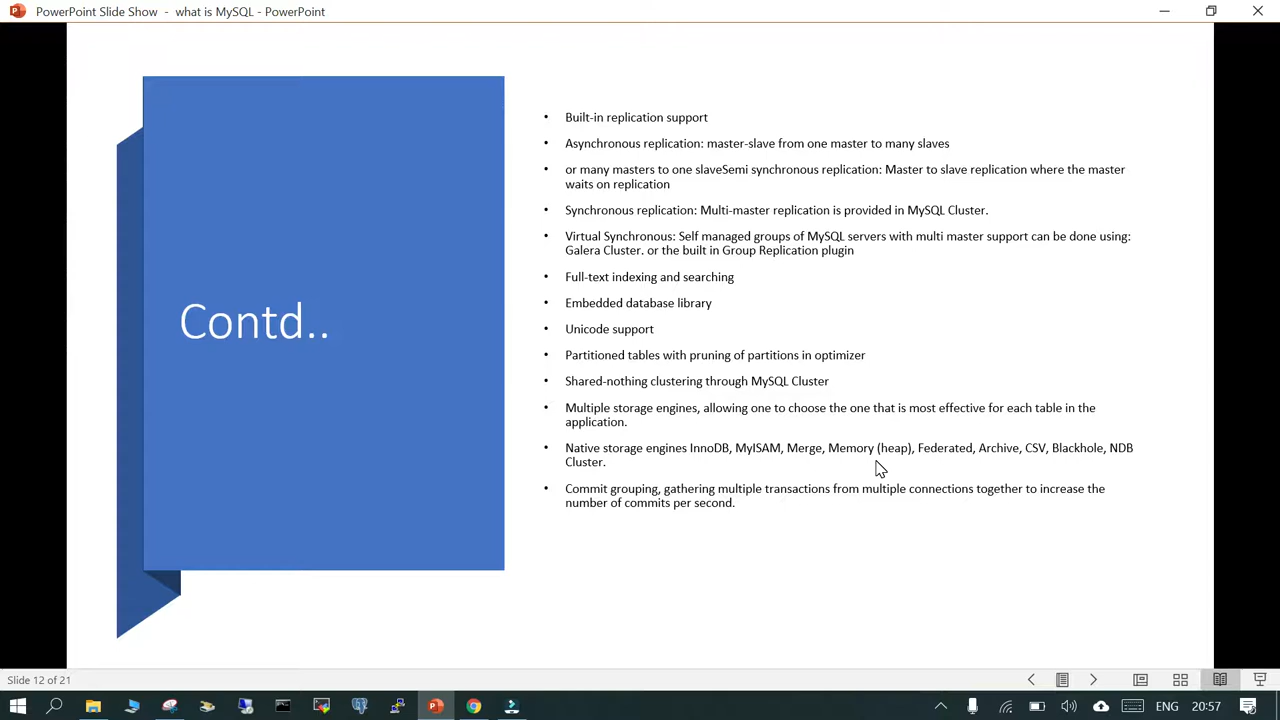 PowerPoint Slide Show - what is MySQL - PowerPoint
Contd..
• Built-in replication support
• Asynchronous replication: master-slave from one master to many slaves
• or many masters to one slaveSemi synchronous replication: Master to slave replication where the master
waits on replication
• Synchronous replication: Multi-master replication is provided in MySQL Cluster.
• Virtual Synchronous: Self managed groups of MySQL servers with multi master support can be done using:
Galera Cluster. or the built in Group Replication plugin
• Full-text indexing and searching
• Embedded database library
• Unicode support
• Partitioned tables with pruning of partitions in optimizer
• Shared-nothing clustering through MySQL Cluster
• Multiple storage engines, allowing one to choose the one that is most effective for each table in the
application.
• Native storage engines InnoDB, MyISAM, Merge, Memory (heap), Federated, Archive, CSV, Blackhole, NDB
Cluster.
• Commit grouping, gathering multiple transactions from multiple connections together to increase the
number of commits per second.
Slide 12 of 21
ENG 20:57